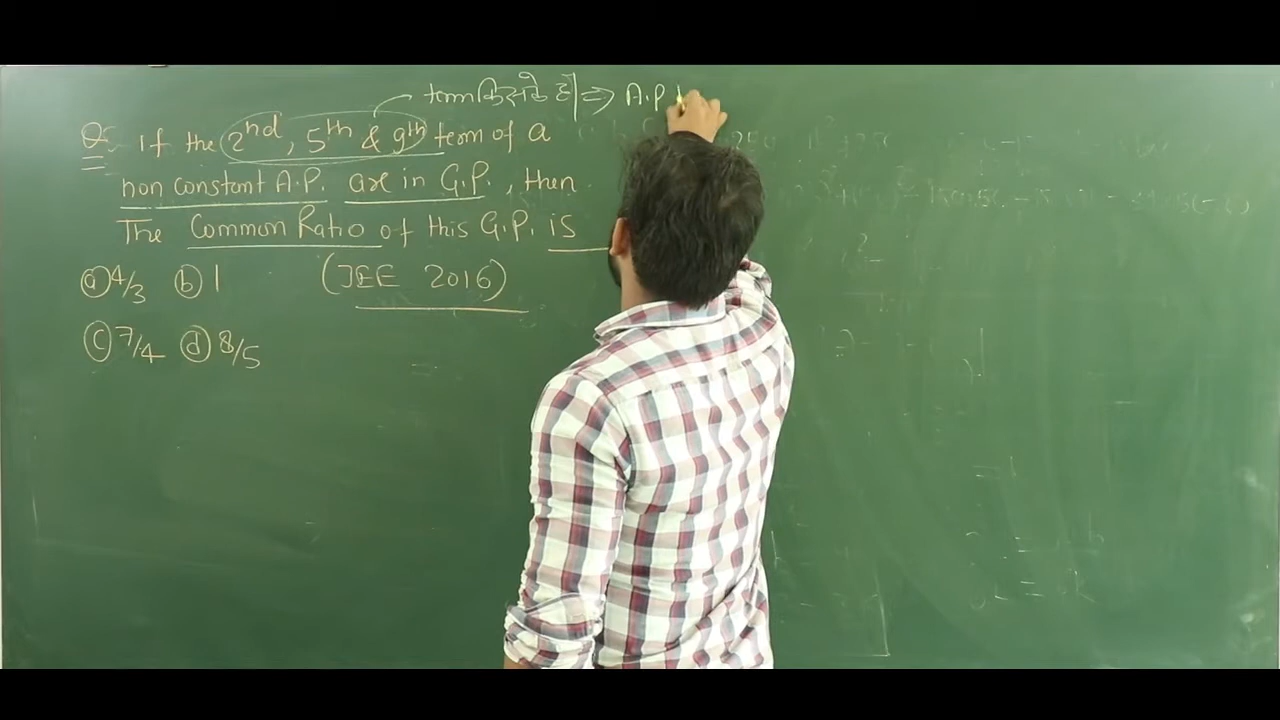 term किसके है ⇒ A.P
Q If the 2nd, 5th & 9th term of a
non constant A.P. are in G.P., then
The Common Ratio of this G.P. is __
(a) 4/3 (b) 1 (JEE 2016)
(c) 7/4 (d) 8/5